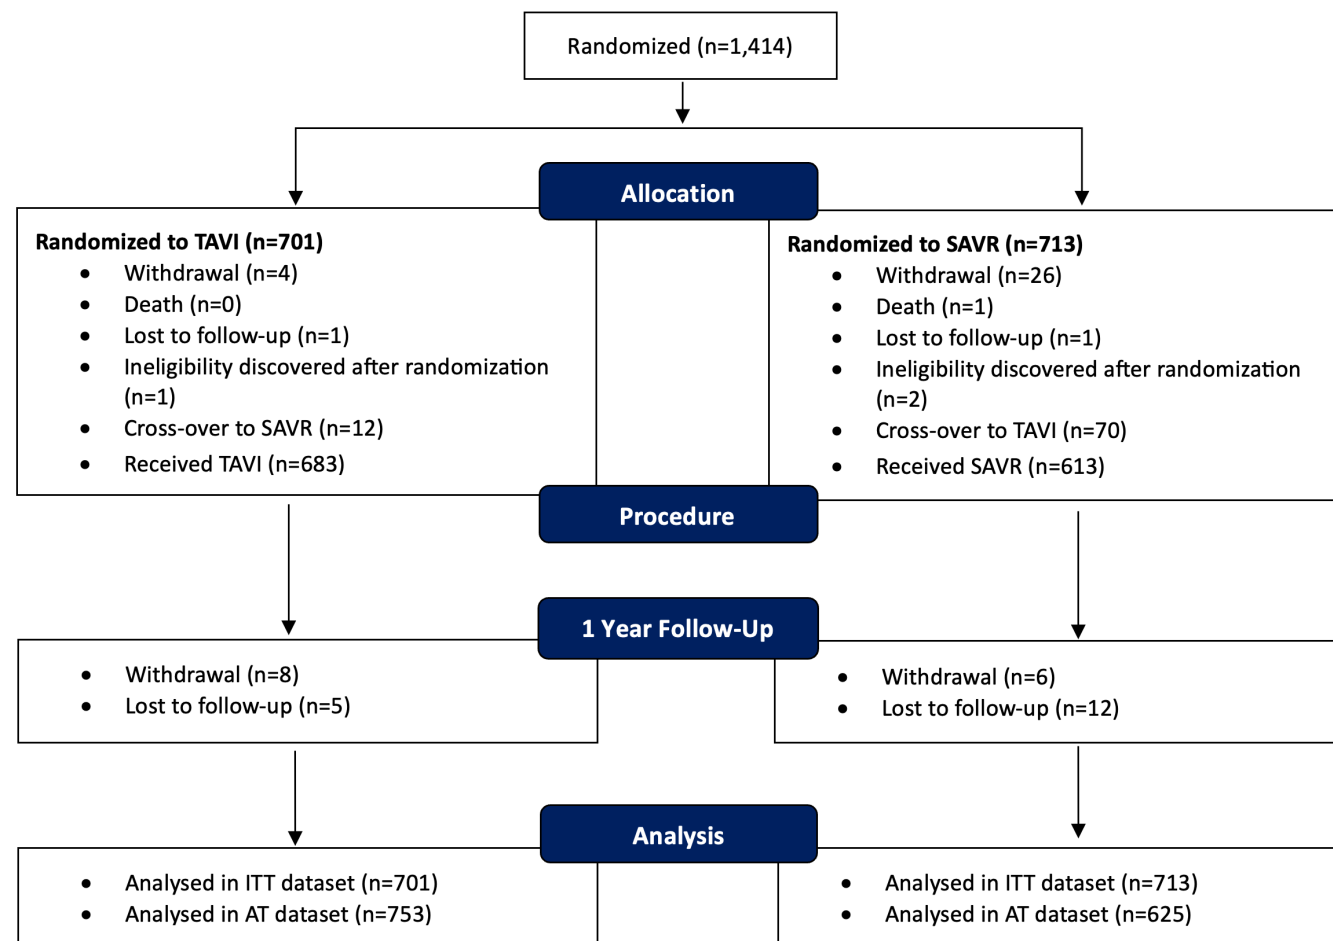 Randomized (n=1,414)
Allocation
Randomized to TAVI (n=701)
• Withdrawal (n=4)
• Death (n=0)
• Lost to follow-up (n=1)
• Ineligibility discovered after randomization
(n=1)
• Cross-over to SAVR (n=12)
• Received TAVI (n=683)
Randomized to SAVR (n=713)
• Withdrawal (n=26)
• Death (n=1)
• Lost to follow-up (n=1)
• Ineligibility discovered after randomization
(n=2)
• Cross-over to TAVI (n=70)
• Received SAVR (n=613)
Procedure
1 Year Follow-Up
• Withdrawal (n=8)
• Lost to follow-up (n=5)
• Withdrawal (n=6)
• Lost to follow-up (n=12)
Analysis
• Analysed in ITT dataset (n=701)
• Analysed in AT dataset (n=753)
• Analysed in ITT dataset (n=713)
• Analysed in AT dataset (n=625)